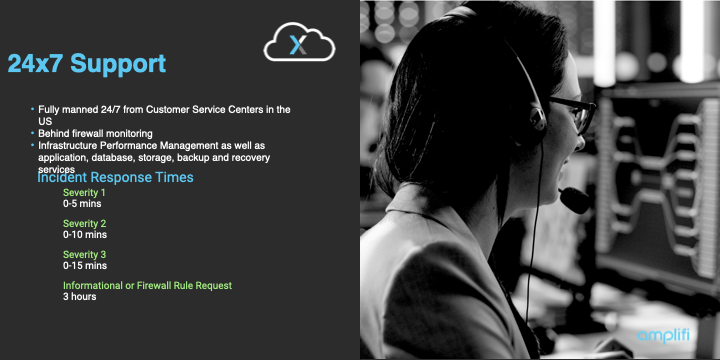 X
24x7 Support
• Fully manned 24/7 from Customer Service Centers in the
US
• Behind firewall monitoring
• Infrastructure Performance Management as well as
application, database, storage, backup and recovery
services
Incident Response Times
Severity 1
0-5 mins
Severity 2
0-10 mins
Severity 3
0-15 mins
Informational or Firewall Rule Request
3 hours
amplifi